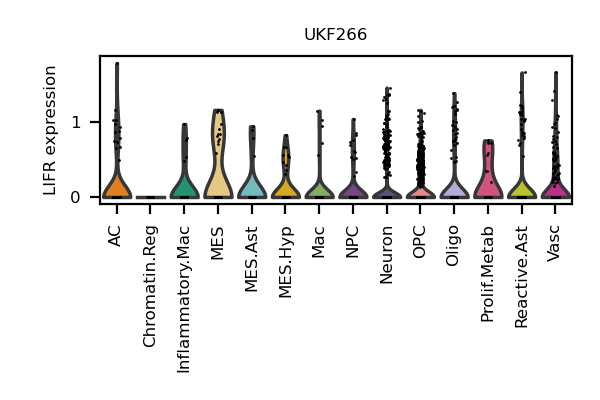 UKF266
LIFR expression
1
0
AC
Chromatin.Reg
Inflammatory.Mac
MES
MES.Ast
MES.Hyp
Mac
NPC
Neuron
OPC
Oligo
Prolif.Metab
Reactive.Ast
Vasc